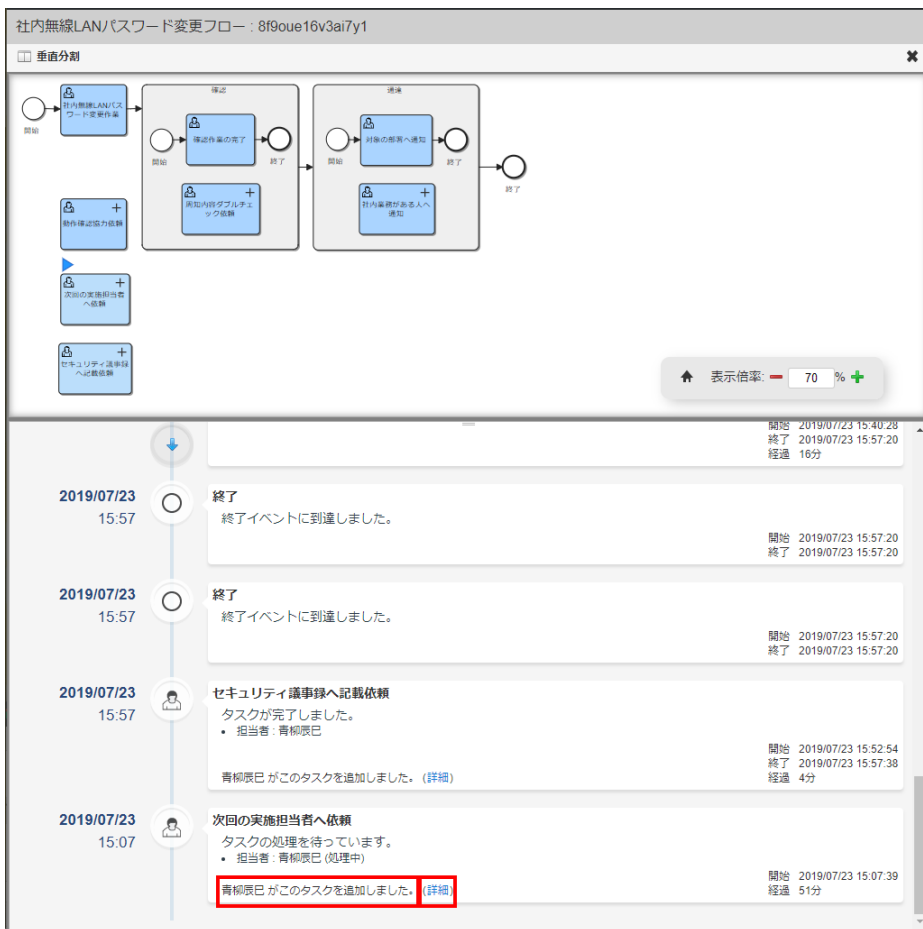 社内無線LANパスワード変更フロー : 8f9oue16v3ai7y1
垂直分割
開始
社内無線LANパス
ワード変更作業
確認
開始
確認作業の完了
終了
周知内容ダブルチェ
ック依頼
通達
開始
対象の部署へ通知
終了
社内業務がある人へ
通知
終了
動作確認協力依頼
次回の実施担当者
へ依頼
セキュリティ議事録
へ記載依頼
表示倍率: 70 %
開始 2019/07/23 15:40:28
終了 2019/07/23 15:57:20
経過 16分
2019/07/23
15:57
終了
終了イベントに到達しました。
開始 2019/07/23 15:57:20
終了 2019/07/23 15:57:20
2019/07/23
15:57
終了
終了イベントに到達しました。
開始 2019/07/23 15:57:20
終了 2019/07/23 15:57:20
2019/07/23
15:57
セキュリティ議事録へ記載依頼
タスクが完了しました。
• 担当者 : 青柳辰巳
開始 2019/07/23 15:52:54
終了 2019/07/23 15:57:38
経過 4分
青柳辰巳 がこのタスクを追加しました。 (詳細)
2019/07/23
15:07
次回の実施担当者へ依頼
タスクの処理を待っています。
• 担当者 : 青柳辰巳 (処理中)
開始 2019/07/23 15:07:39
経過 51分
青柳辰巳 がこのタスクを追加しました。 (詳細)